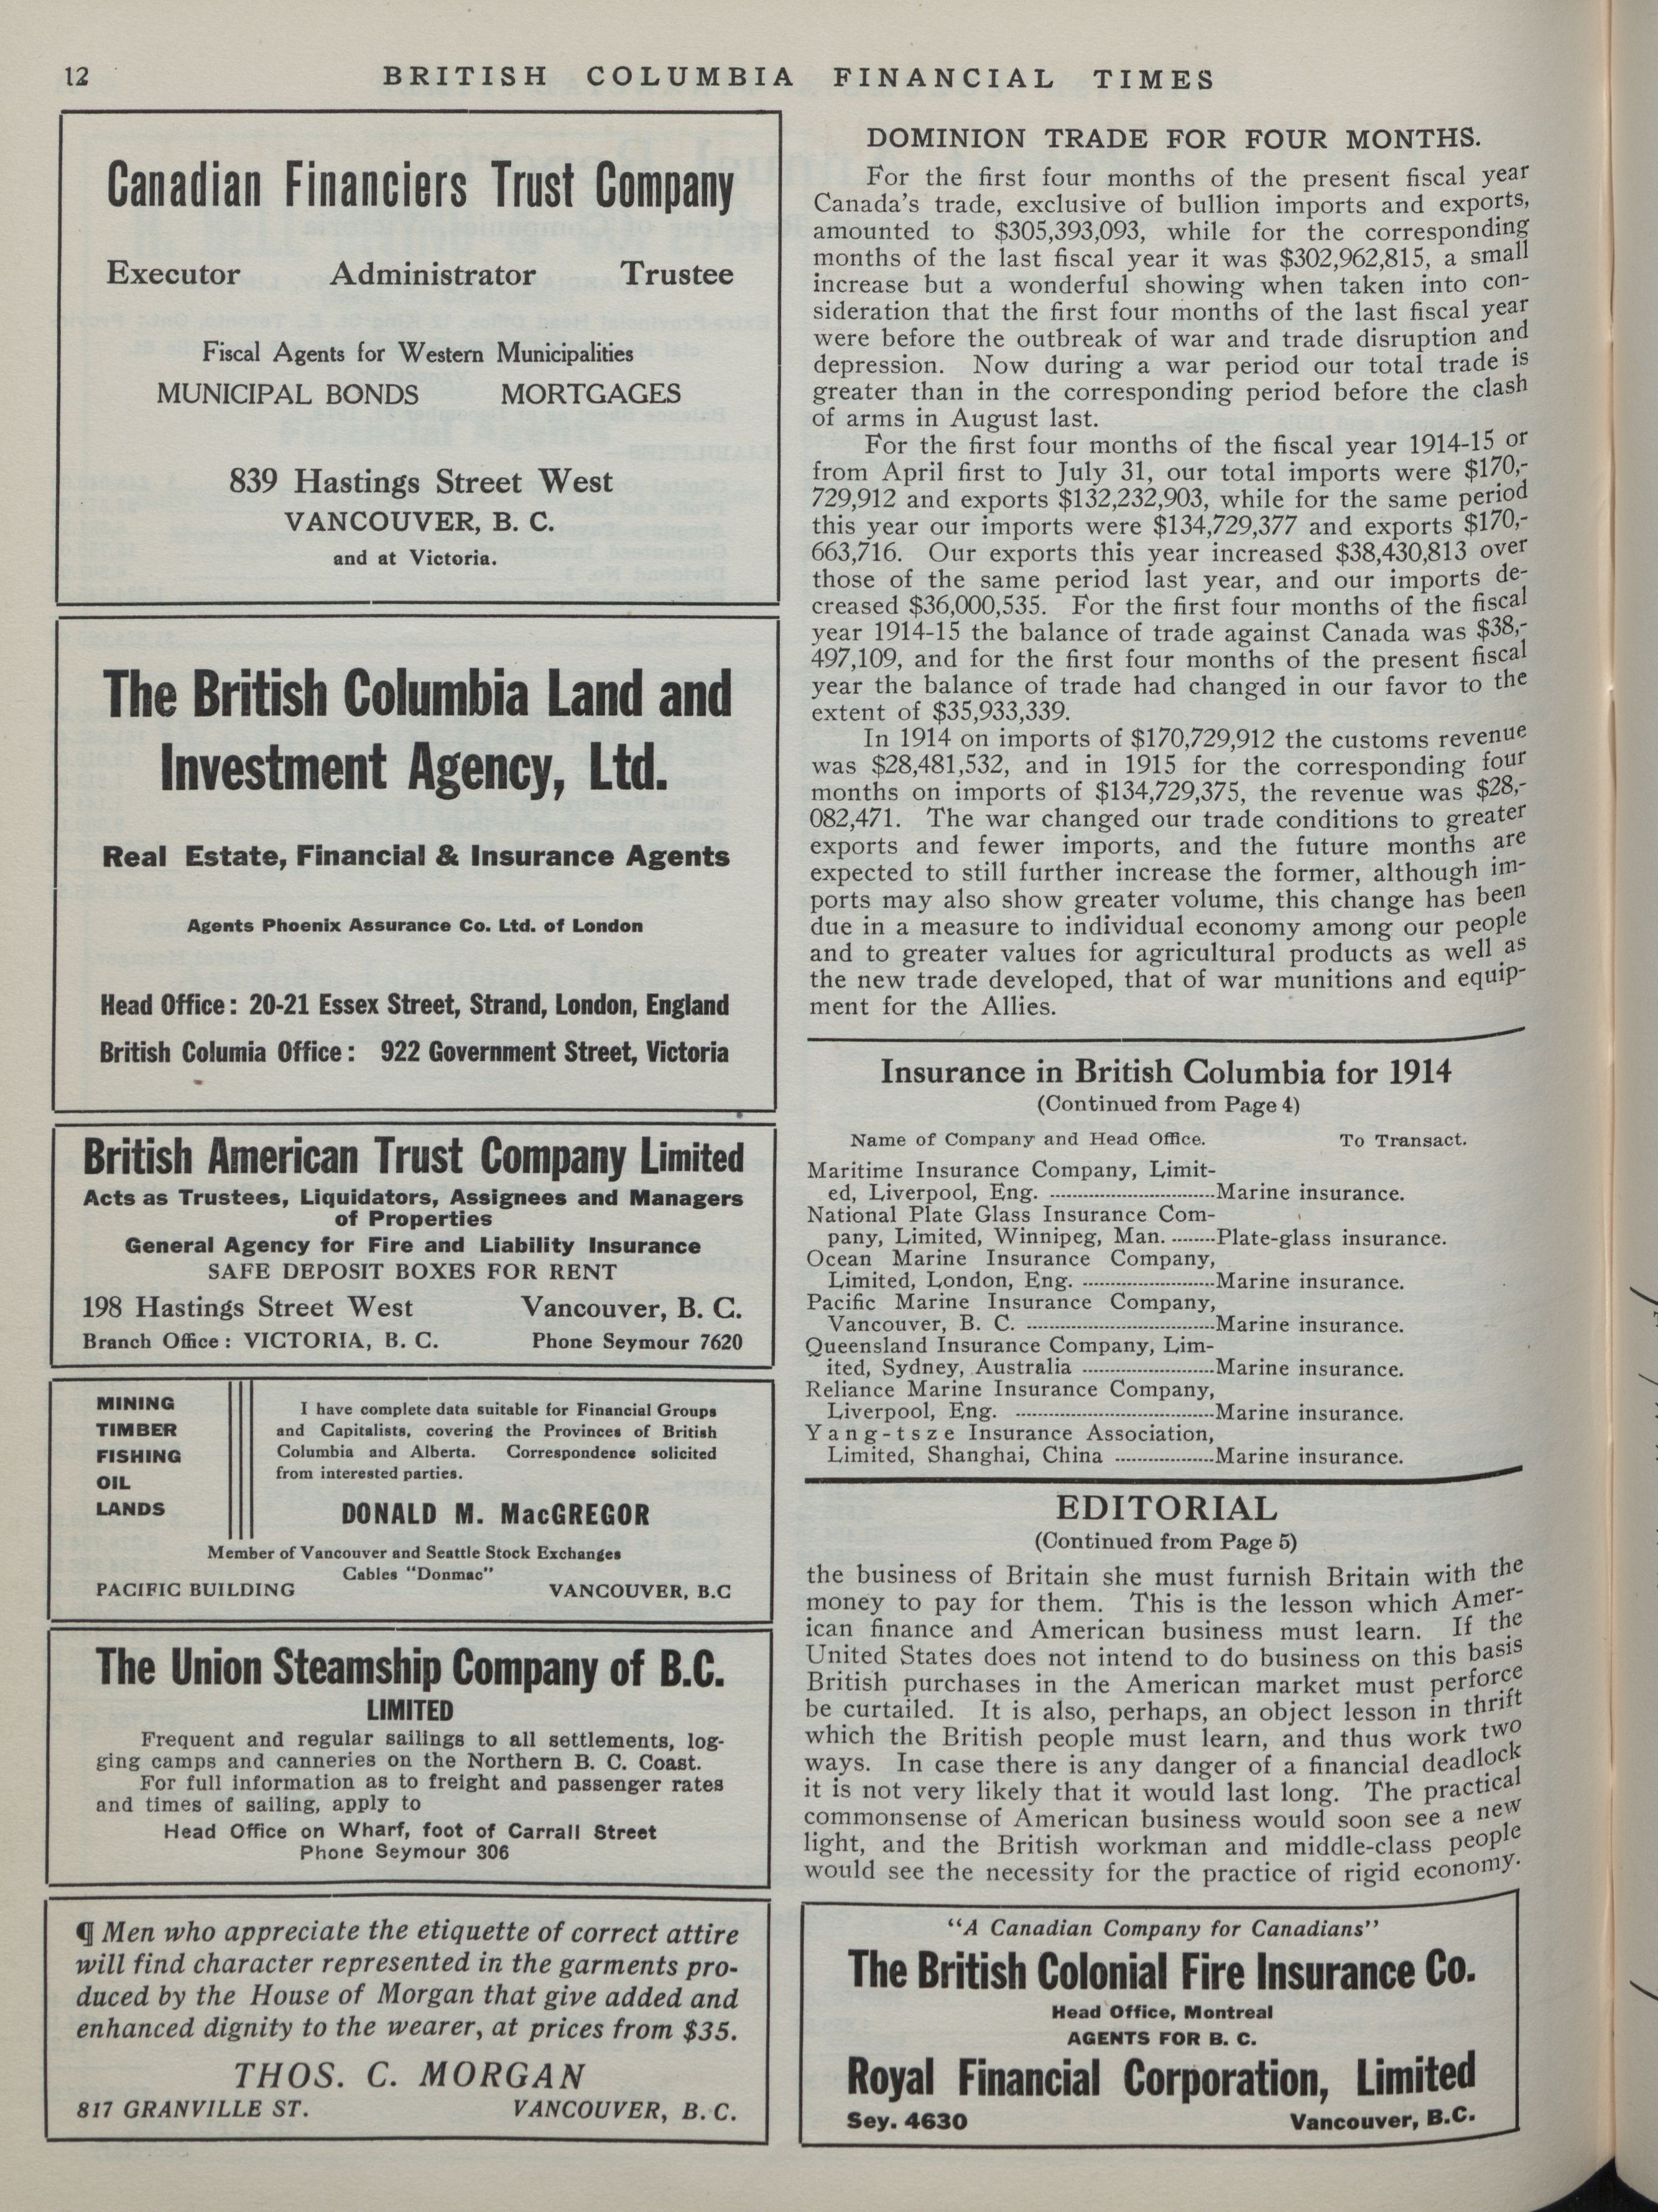 12
BRITISH COLUMBIA FINANCIAL TIMES
Canadian Financiers Trust Company
Executor Administrator Trustee
Fiscal Agents for Western Municipalities
MUNICIPAL BONDS MORTGAGES
839 Hastings Street West
VANCOUVER, B. C.
and at Victoria.
The British Columbia Land and
Investment Agency, Ltd.
Real Estate, Financial & Insurance Agents
Agents Phoenix Assurance Co. Ltd. of London
Head Office: 20-21 Essex Street, Strand, London, England
British Columia Office: 922 Government Street, Victoria
British American Trust Company Limited
Acts as Trustees, Liquidators, Assignees and Managers
of Properties
General Agency for Fire and Liability Insurance
SAFE DEPOSIT BOXES FOR RENT
198 Hastings Street West Vancouver, B. C.
Branch Office: VICTORIA, B. C. Phone Seymour 7620
MINING
TIMBER
FISHING
OIL
LANDS
I have complete data suitable for Financial Groups
and Capitalists, covering the Provinces of British
Columbia and Alberta. Correspondence solicited
from interested parties.
DONALD M. MacGREGOR
Member of Vancouver and Seattle Stock Exchanges
Cables "Donmac"
PACIFIC BUILDING VANCOUVER, B.C
The Union Steamship Company of B.C.
LIMITED
Frequent and regular sailings to all settlements, log-
ging camps and canneries on the Northern B. C. Coast.
For full information as to freight and passenger rates
and times of sailing, apply to
Head Office on Wharf, foot of Carrall Street
Phone Seymour 306
¶ Men who appreciate the etiquette of correct attire
will find character represented in the garments pro-
duced by the House of Morgan that give added and
enhanced dignity to the wearer, at prices from $35.
THOS. C. MORGAN
817 GRANVILLE ST. VANCOUVER, B. C.
DOMINION TRADE FOR FOUR MONTHS.
For the first four months of the present fiscal year
Canada's trade, exclusive of bullion imports and exports,
amounted to $305,393,093, while for the corresponding
months of the last fiscal year it was $302,962,815, a small
increase but a wonderful showing when taken into con-
sideration that the first four months of the last fiscal year
were before the outbreak of war and trade disruption and
depression. Now during a war period our total trade is
greater than in the corresponding period before the clash
of arms in August last.
For the first four months of the fiscal year 1914-15 or
from April first to July 31, our total imports were $170,-
729,912 and exports $132,232,903, while for the same period
this year our imports were $134,729,377 and exports $170,-
663,716. Our exports this year increased $38,430,813 over
those of the same period last year, and our imports de-
creased $36,000,535. For the first four months of the fiscal
year 1914-15 the balance of trade against Canada was $38,-
497,109, and for the first four months of the present fiscal
year the balance of trade had changed in our favor to the
extent of $35,933,339.
In 1914 on imports of $170,729,912 the customs revenue
was $28,481,532, and in 1915 for the corresponding four
months on imports of $134,729,375, the revenue was $28,-
082,471. The war changed our trade conditions to greater
exports and fewer imports, and the future months are
expected to still further increase the former, although im-
ports may also show greater volume, this change has been
due in a measure to individual economy among our people
and to greater values for agricultural products as well as
the new trade developed, that of war munitions and equip-
ment for the Allies.
Insurance in British Columbia for 1914
(Continued from Page 4)
Name of Company and Head Office. To Transact.
Maritime Insurance Company, Limit-
ed, Liverpool, Eng. ........Marine insurance.
National Plate Glass Insurance Com-
pany, Limited, Winnipeg, Man. ........Plate-glass insurance.
Ocean Marine Insurance Company,
Limited, London, Eng. ........Marine insurance.
Pacific Marine Insurance Company,
Vancouver, B. C. ........Marine insurance.
Queensland Insurance Company, Lim-
ited, Sydney, Australia ........Marine insurance.
Reliance Marine Insurance Company,
Liverpool, Eng. ........Marine insurance.
Yang-tsze Insurance Association,
Limited, Shanghai, China ........Marine insurance.
EDITORIAL
(Continued from Page 5)
the business of Britain she must furnish Britain with the
money to pay for them. This is the lesson which Amer-
ican finance and American business must learn. If the
United States does not intend to do business on this basis
British purchases in the American market must perforce
be curtailed. It is also, perhaps, an object lesson in thrift
which the British people must learn, and thus work two
ways. In case there is any danger of a financial deadlock
it is not very likely that it would last long. The practical
commonsense of American business would soon see a new
light, and the British workman and middle-class people
would see the necessity for the practice of rigid economy.
"A Canadian Company for Canadians"
The British Colonial Fire Insurance Co.
Head Office, Montreal
AGENTS FOR B. C.
Royal Financial Corporation, Limited
Sey. 4630 Vancouver, B.C.